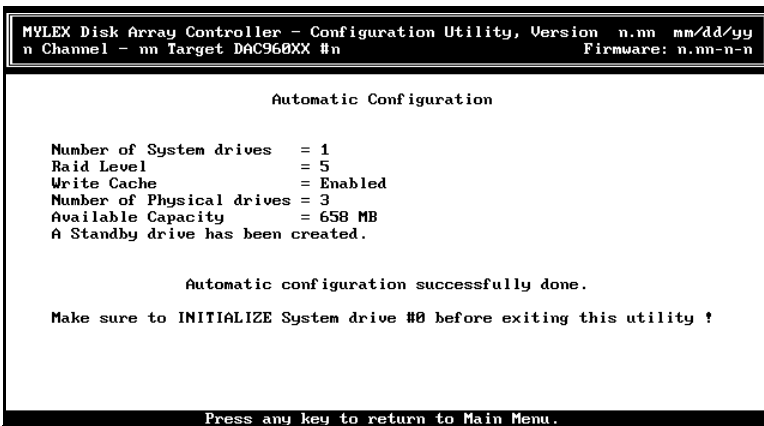 MYLEX Disk Array Controller - Configuration Utility, Version n.nn mm/dd/yy
n Channel - nn Target DAC960XX #n Firmware: n.nn-n-n
Automatic Configuration
Number of System drives = 1
Raid Level = 5
Write Cache = Enabled
Number of Physical drives = 3
Available Capacity = 658 MB
A Standby drive has been created.
Automatic configuration successfully done.
Make sure to INITIALIZE System drive #0 before exiting this utility !
Press any key to return to Main Menu.